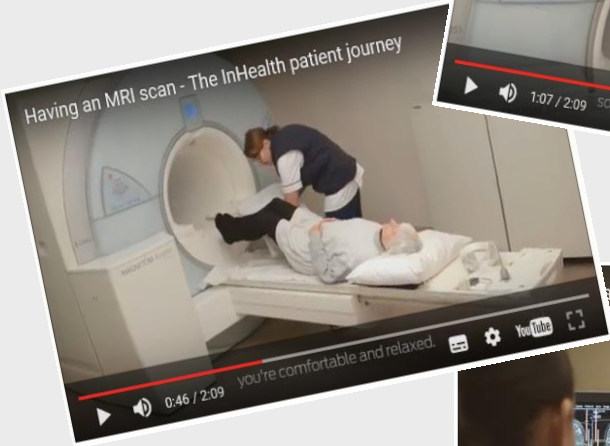 Having an MRI scan - The InHealth patient journey
you're comfortable and relaxed.
0:46 / 2:09
YouTube
1:07 / 2:09